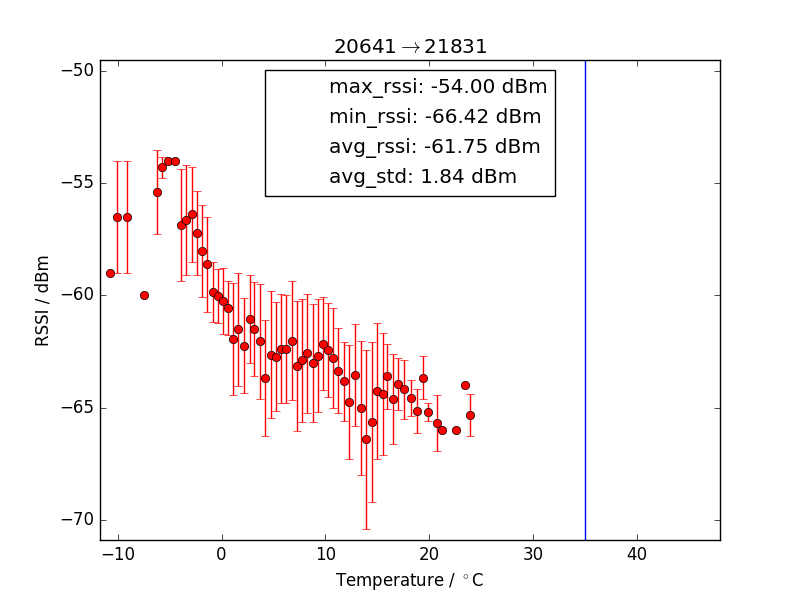 20641→21831
max_rssi: -54.00 dBm
min_rssi: -66.42 dBm
avg_rssi: -61.75 dBm
avg_std: 1.84 dBm
RSSI / dBm
−50
−55
−60
−65
−70
−10 0 10 20 30 40
Temperature / °C